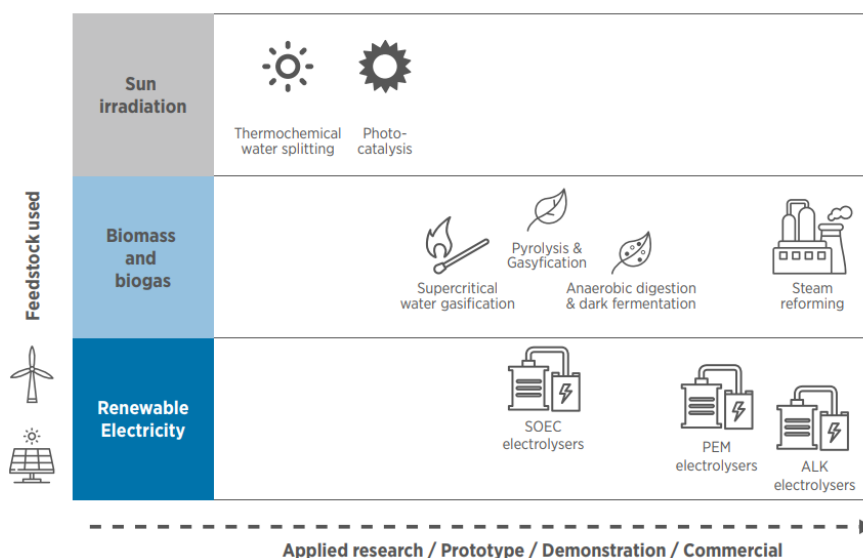 Feedstock used
Sun
irradiation
Thermochemical
water splitting
Photo-
catalysis
Biomass
and
biogas
Supercritical
water gasification
Pyrolysis &
Gasyfication
Anaerobic digestion
& dark fermentation
Steam
reforming
Renewable
Electricity
SOEC
electrolysers
PEM
electrolysers
ALK
electrolysers
Applied research / Prototype / Demonstration / Commercial